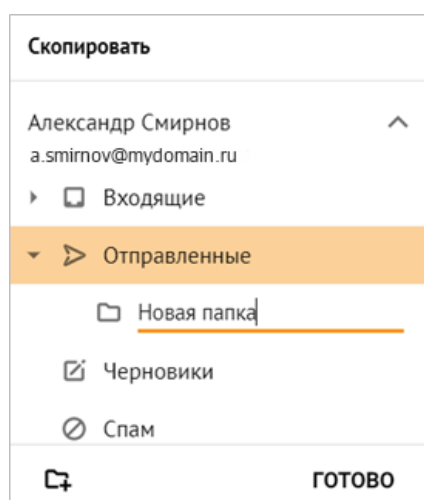 Скопировать
Александр Смирнов
a.smirnov@mydomain.ru
Входящие
Отправленные
Новая папка
Черновики
Спам
ГОТОВО